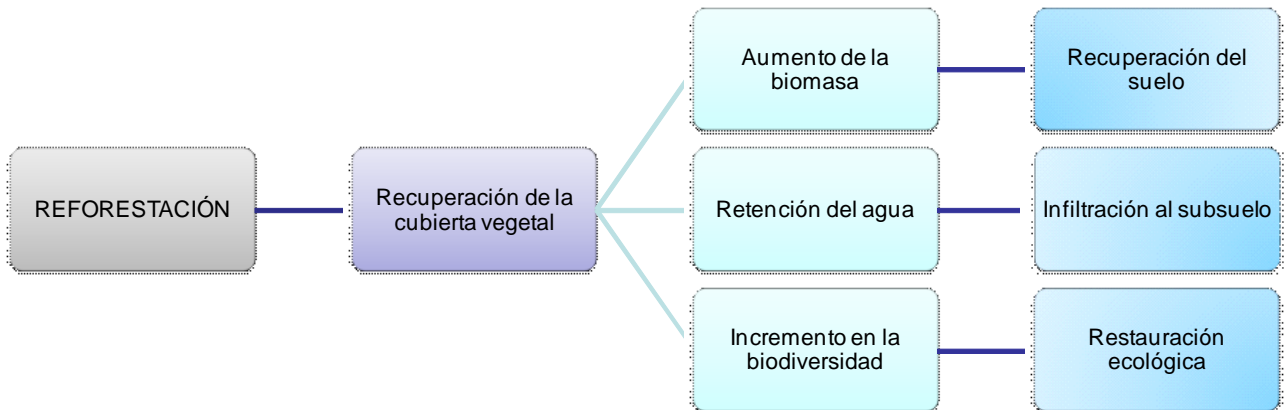 REFORESTACIÓN
Recuperación de la
cubierta vegetal
Aumento de la
biomasa
Recuperación del
suelo
Retención del agua
Infiltración al subsuelo
Incremento en la
biodiversidad
Restauración
ecológica